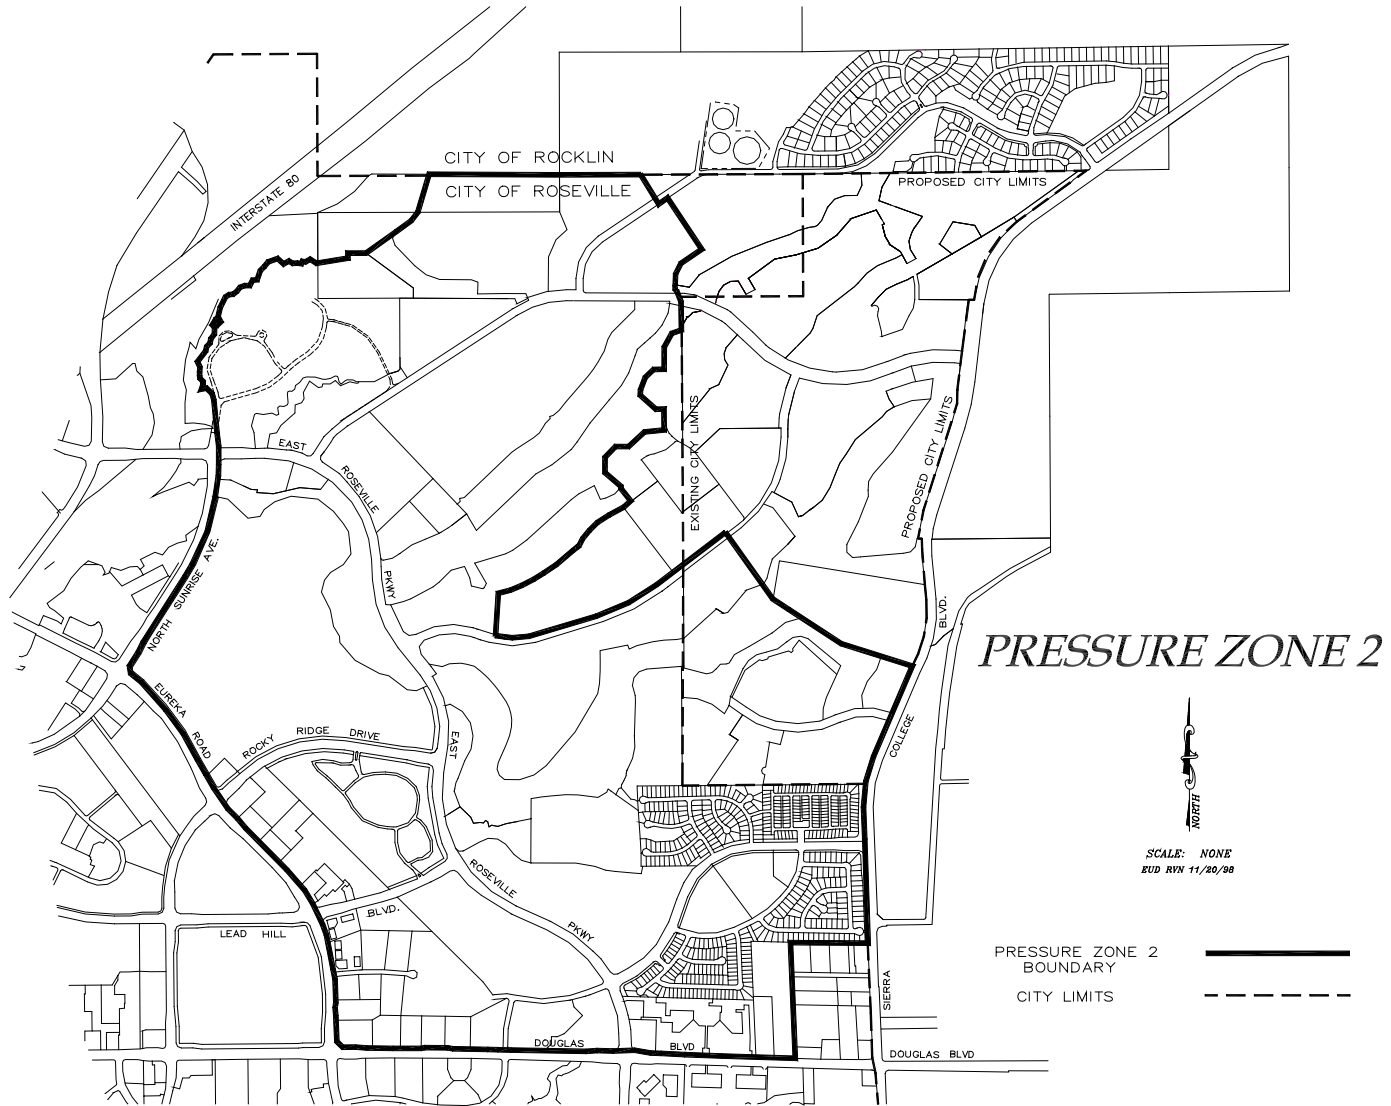 CITY OF ROCKLIN
CITY OF ROSEVILLE
PROPOSED CITY LIMITS
INTERSTATE 80
EXISTING CITY LIMITS
PROPOSED CITY LIMITS
EAST
ROSEVILLE
PKWY
NORTH SUNRISE AVE.
BLVD.
PRESSURE ZONE 2
EUREKA
ROAD
ROCKY RIDGE DRIVE
EAST
COLLEGE
NORTH
SCALE: NONE
EUD RVN 11/20/98
ROSEVILLE
PKWY
BLVD.
LEAD HILL
PRESSURE ZONE 2
BOUNDARY
CITY LIMITS
SIERRA
DOUGLAS
BLVD
DOUGLAS BLVD